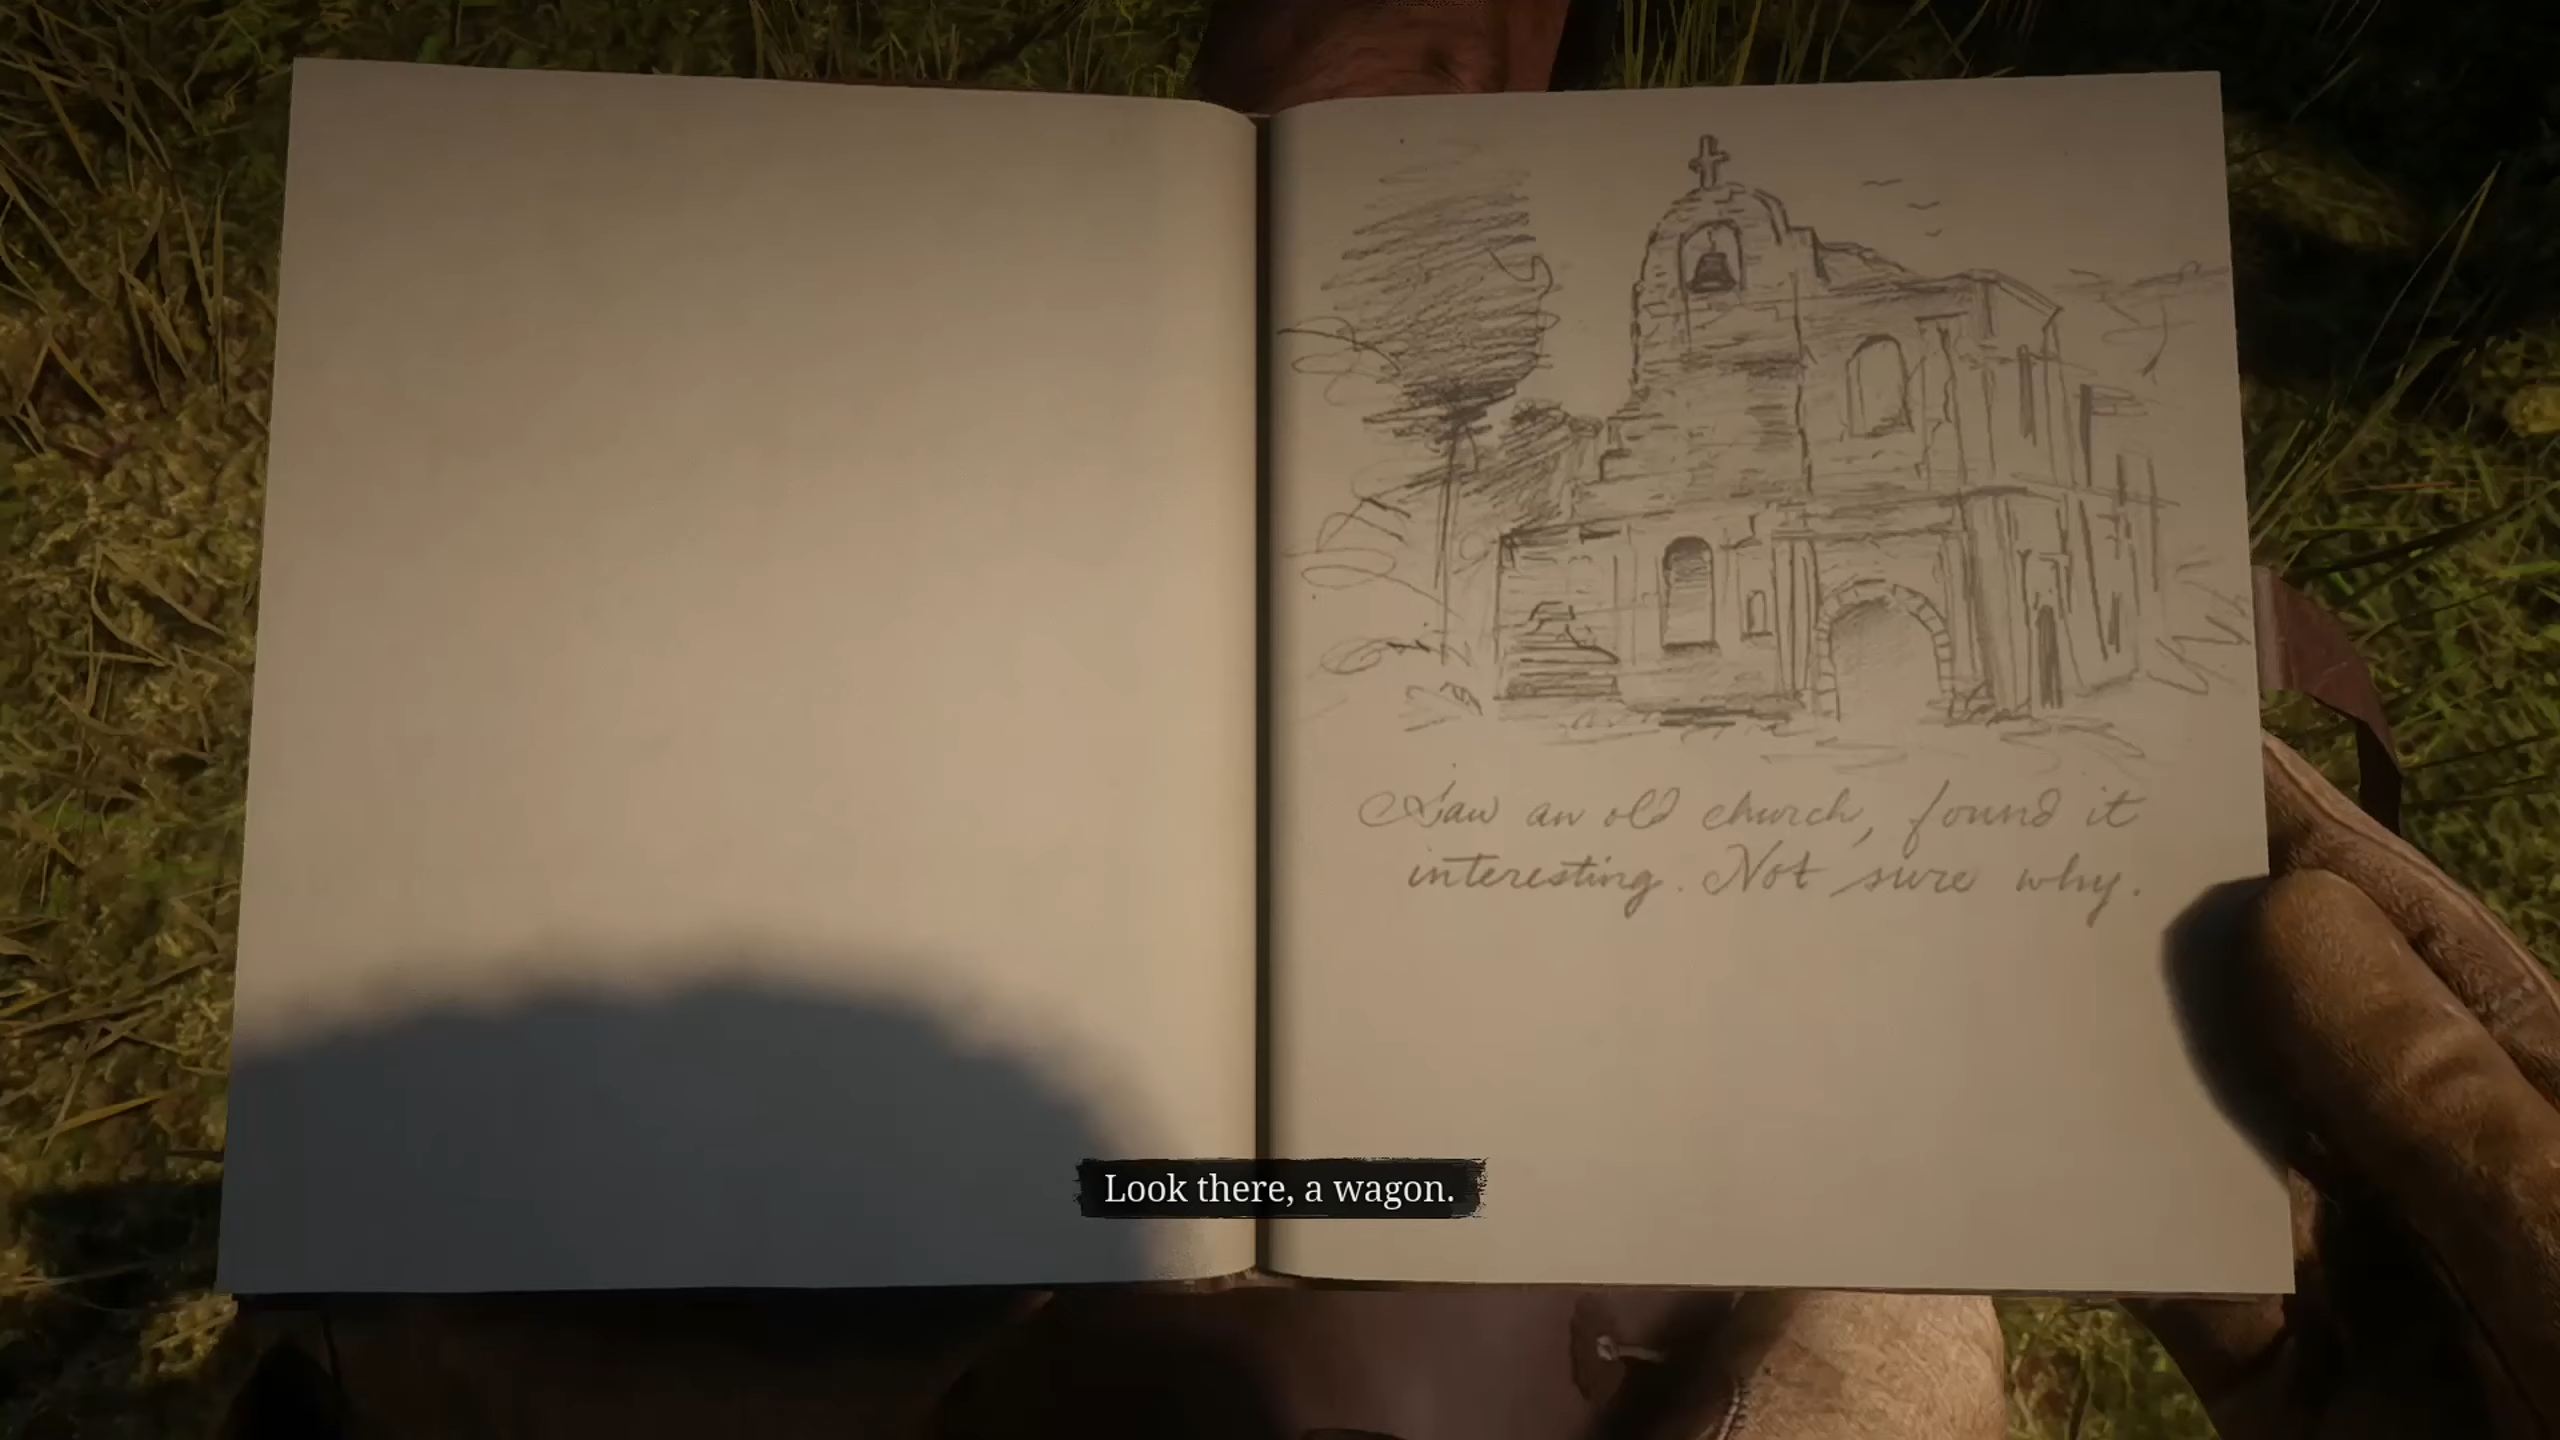 Saw an old church, found it
interesting. Not sure why.
Look there, a wagon.